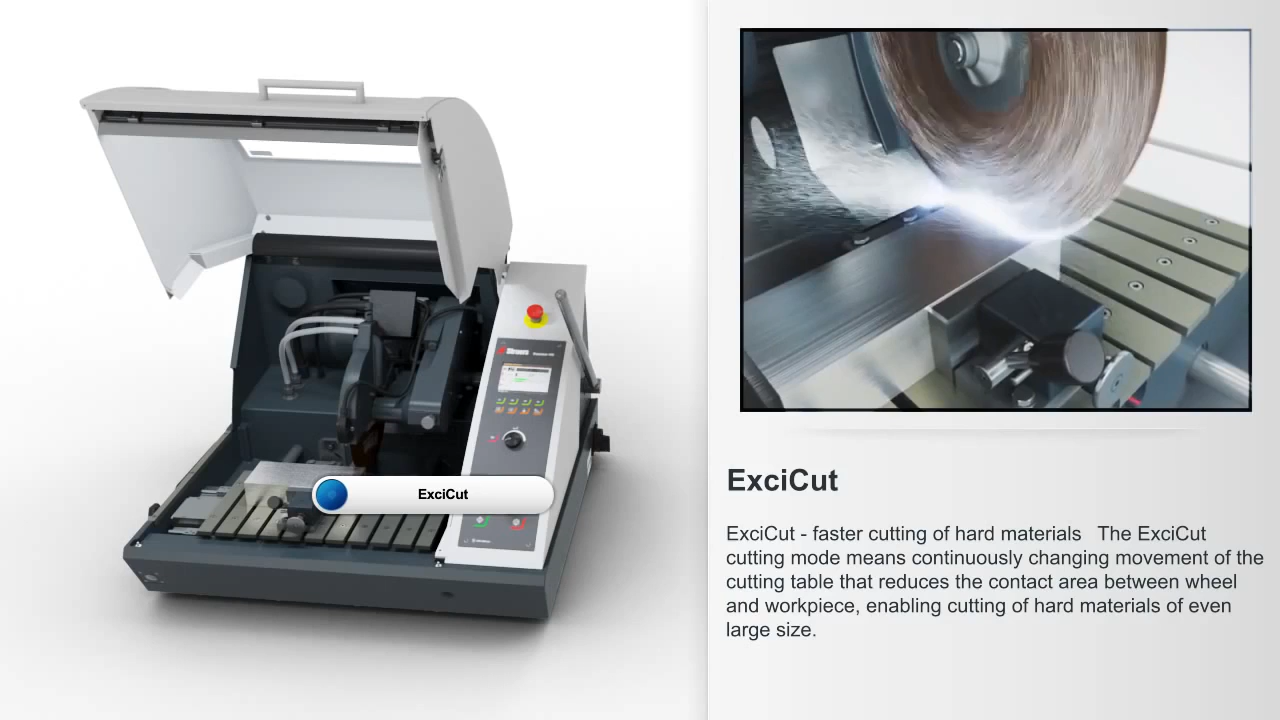 Struers
ExciCut
ExciCut
ExciCut - faster cutting of hard materials   The ExciCut
cutting mode means continuously changing movement of the
cutting table that reduces the contact area between wheel
and workpiece, enabling cutting of hard materials of even
large size.